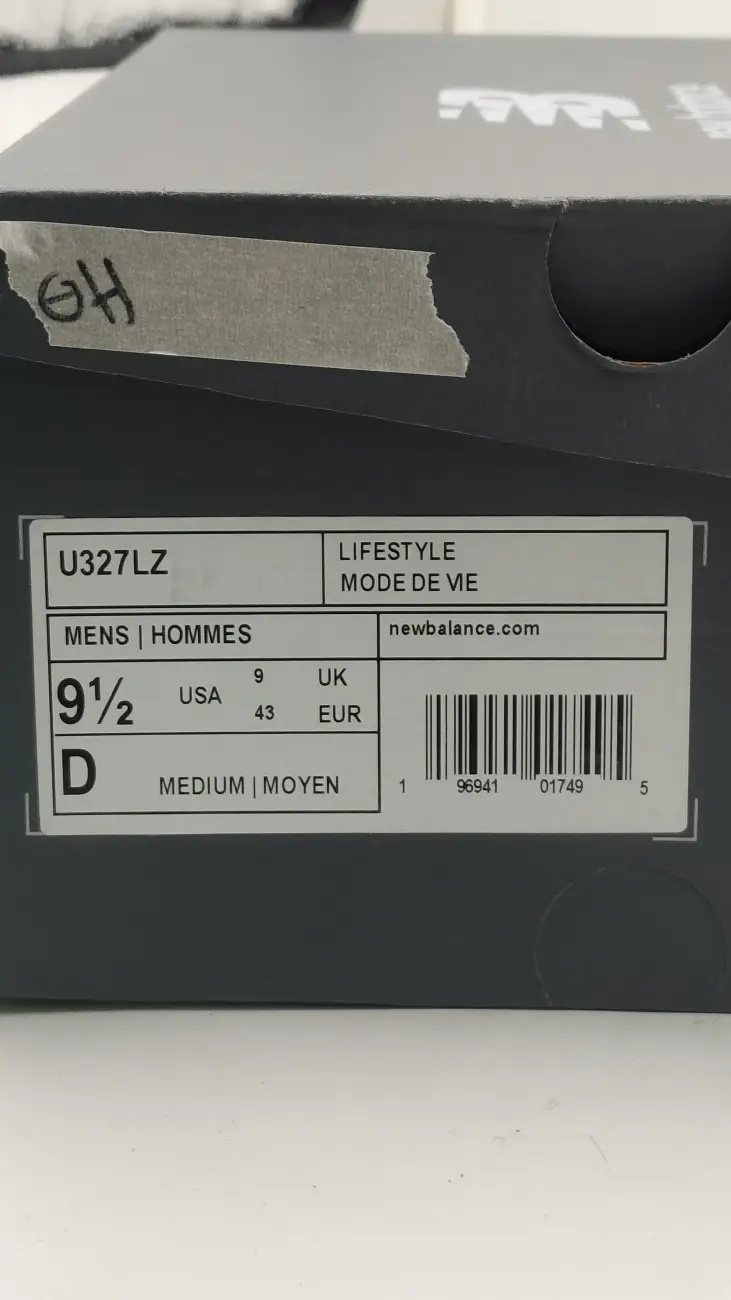 ӨH
U327LZ
LIFESTYLE
MODE DE VIE
MENS | HOMMES
newbalance.com
9½ USA 9 UK
43 EUR
D MEDIUM | MOYEN
1 96941 01749 5